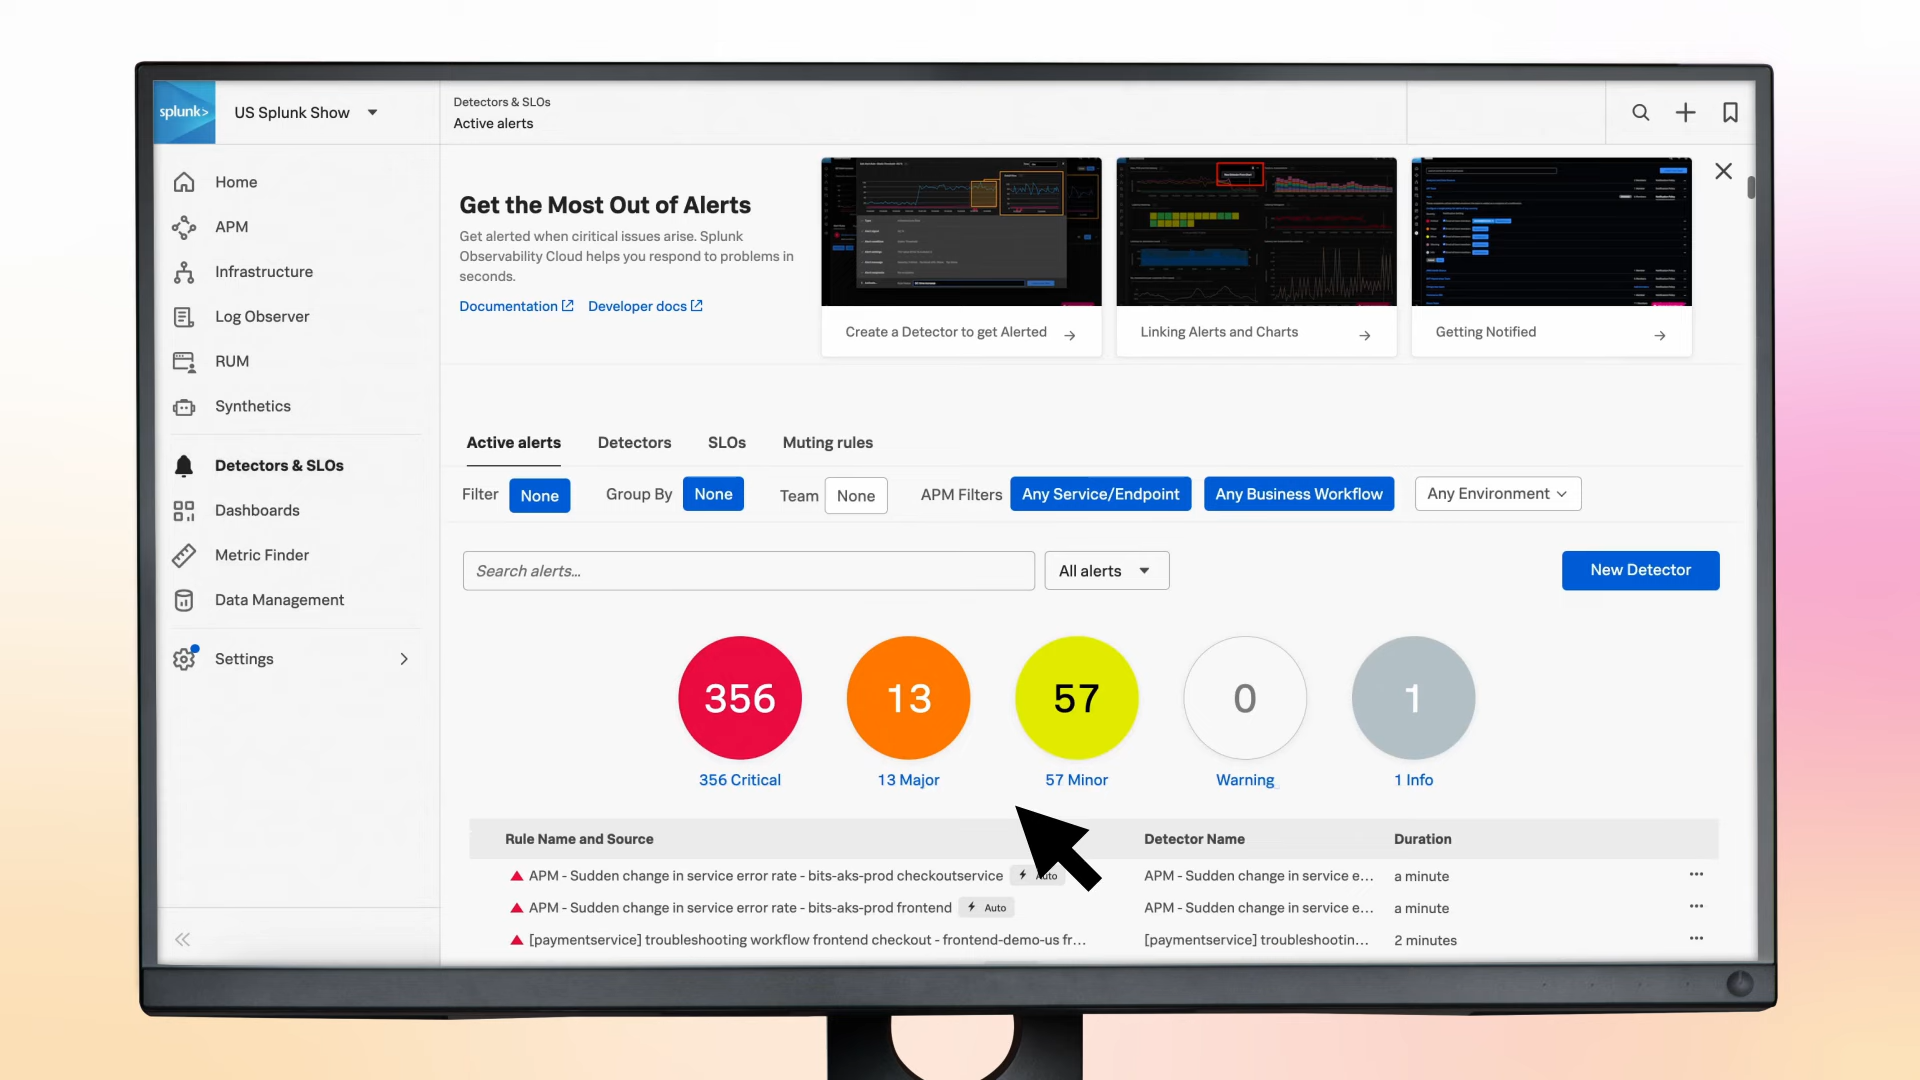 splunk>
US Splunk Show
Detectors & SLOs
Active alerts
Home
APM
Infrastructure
Log Observer
RUM
Synthetics
Detectors & SLOs
Dashboards
Metric Finder
Data Management
Settings
Get the Most Out of Alerts
Get alerted when ciritical issues arise. Splunk
Observability Cloud helps you respond to problems in
seconds.
Documentation Developer docs
Create a Detector to get Alerted →
Linking Alerts and Charts →
Getting Notified →
Active alerts Detectors SLOs Muting rules
Filter None Group By None Team None APM Filters Any Service/Endpoint Any Business Workflow Any Environment
Search alerts... All alerts New Detector
356 13 57 0 1
356 Critical 13 Major 57 Minor Warning 1 Info
Rule Name and Source Detector Name Duration
APM - Sudden change in service error rate - bits-aks-prod checkoutservice Auto APM - Sudden change in service e... a minute ...
APM - Sudden change in service error rate - bits-aks-prod frontend Auto APM - Sudden change in service e... a minute ...
[paymentservice] troubleshooting workflow frontend checkout - frontend-demo-us fr... [paymentservice] troubleshootin... 2 minutes ...